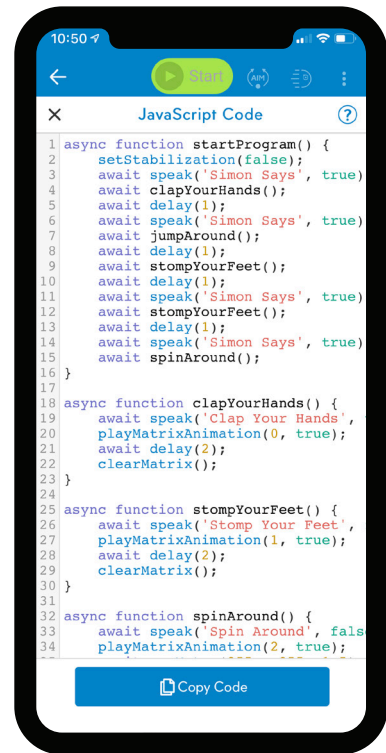 10:50
Start
AIM
JavaScript Code
?
1 async function startProgram() {
2 setStabilization(false);
3 await speak('Simon Says', true)
4 await clapYourHands();
5 await delay(1);
6 await speak('Simon Says', true)
7 await jumpAround();
8 await delay(1);
9 await stompYourFeet();
10 await delay(1);
11 await speak('Simon Says', true)
12 await stompYourFeet();
13 await delay(1);
14 await speak('Simon Says', true)
15 await spinAround();
16 }
17
18 async function clapYourHands() {
19 await speak('Clap Your Hands',
20 playMatrixAnimation(0, true);
21 await delay(2);
22 clearMatrix();
23 }
24
25 async function stompYourFeet() {
26 await speak('Stomp Your Feet',
27 playMatrixAnimation(1, true);
28 await delay(2);
29 clearMatrix();
30 }
31
32 async function spinAround() {
33 await speak('Spin Around', fals
34 playMatrixAnimation(2, true);
Copy Code